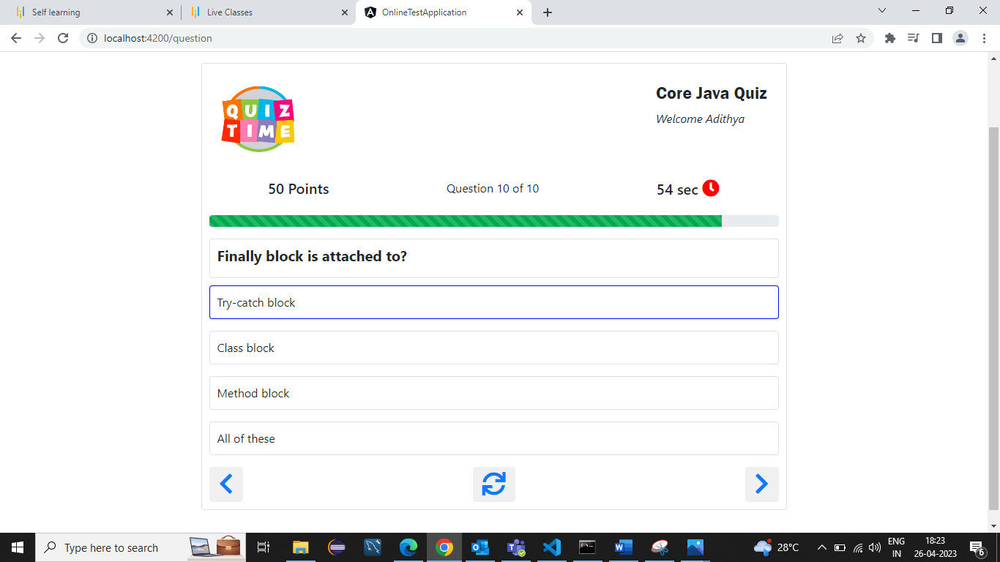 Self learning
Live Classes
OnlineTestApplication
localhost:4200/question
QUIZ
TIME
Core Java Quiz
Welcome Adithya
50 Points
Question 10 of 10
54 sec
Finally block is attached to?
Try-catch block
Class block
Method block
All of these
Type here to search
28°C
ENG
IN
18:23
26-04-2023
6